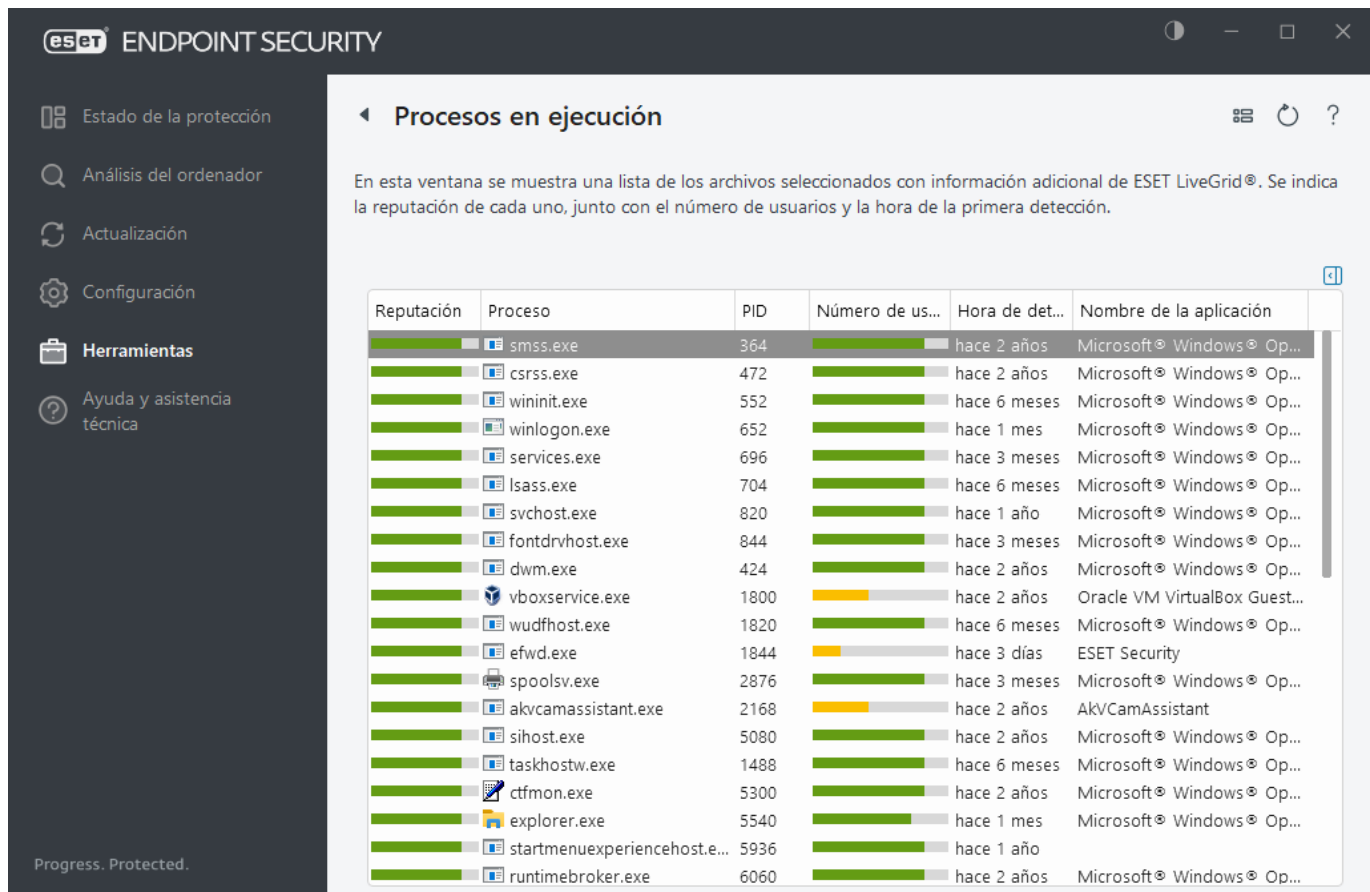 eset ENDPOINT SECURITY
Estado de la protección
Análisis del ordenador
Actualización
Configuración
Herramientas
Ayuda y asistencia
técnica
Progress. Protected.
Procesos en ejecución
?
En esta ventana se muestra una lista de los archivos seleccionados con información adicional de ESET LiveGrid®. Se indica
la reputación de cada uno, junto con el número de usuarios y la hora de la primera detección.
Reputación Proceso PID Número de us... Hora de det... Nombre de la aplicación
smss.exe 364 hace 2 años Microsoft® Windows® Op...
csrss.exe 472 hace 2 años Microsoft® Windows® Op...
wininit.exe 552 hace 6 meses Microsoft® Windows® Op...
winlogon.exe 652 hace 1 mes Microsoft® Windows® Op...
services.exe 696 hace 3 meses Microsoft® Windows® Op...
lsass.exe 704 hace 6 meses Microsoft® Windows® Op...
svchost.exe 820 hace 1 año Microsoft® Windows® Op...
fontdrvhost.exe 844 hace 3 meses Microsoft® Windows® Op...
dwm.exe 424 hace 2 años Microsoft® Windows® Op...
vboxservice.exe 1800 hace 2 años Oracle VM VirtualBox Guest...
wudfhost.exe 1820 hace 6 meses Microsoft® Windows® Op...
efwd.exe 1844 hace 3 días ESET Security
spoolsv.exe 2876 hace 3 meses Microsoft® Windows® Op...
akvcamassistant.exe 2168 hace 2 años AkVCamAssistant
sihost.exe 5080 hace 2 años Microsoft® Windows® Op...
taskhostw.exe 1488 hace 6 meses Microsoft® Windows® Op...
ctfmon.exe 5300 hace 2 años Microsoft® Windows® Op...
explorer.exe 5540 hace 1 mes Microsoft® Windows® Op...
startmenuexperiencehost.e... 5936 hace 1 año
runtimebroker.exe 6060 hace 2 años Microsoft® Windows® Op...